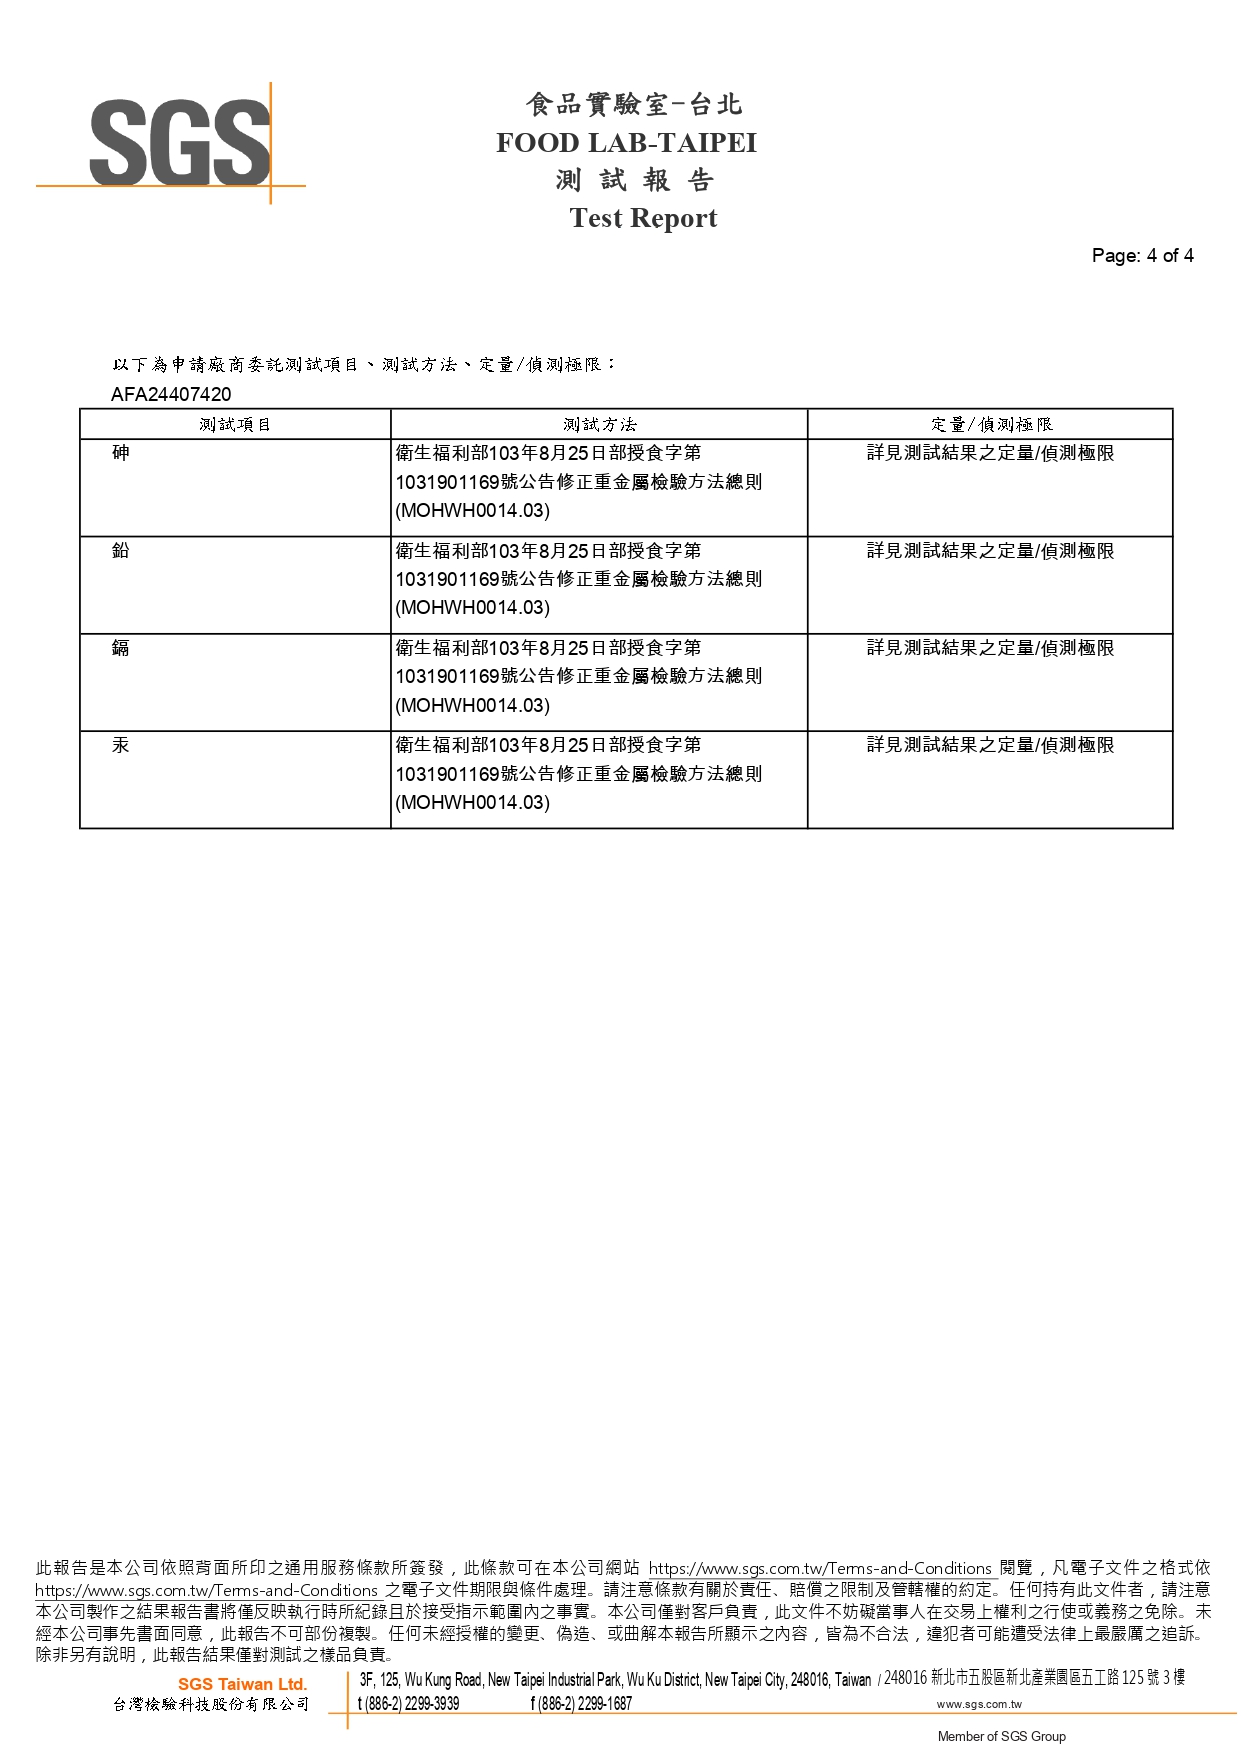 SGS
食品實驗室-台北
FOOD LAB-TAIPEI
測 試 報 告
Test Report
Page: 4 of 4
以下為申請廠商委託測試項目、測試方法、定量/偵測極限：
AFA24407420
測試項目 測試方法 定量/偵測極限
砷 衛生福利部103年8月25日部授食字第 詳見測試結果之定量/偵測極限
1031901169號公告修正重金屬檢驗方法總則
(MOHWH0014.03)
鉛 衛生福利部103年8月25日部授食字第 詳見測試結果之定量/偵測極限
1031901169號公告修正重金屬檢驗方法總則
(MOHWH0014.03)
鎘 衛生福利部103年8月25日部授食字第 詳見測試結果之定量/偵測極限
1031901169號公告修正重金屬檢驗方法總則
(MOHWH0014.03)
汞 衛生福利部103年8月25日部授食字第 詳見測試結果之定量/偵測極限
1031901169號公告修正重金屬檢驗方法總則
(MOHWH0014.03)
此報告是本公司依照背面所印之通用服務條款所簽發，此條款可在本公司網站 https://www.sgs.com.tw/Terms-and-Conditions 閱覽，凡電子文件之格式依
https://www.sgs.com.tw/Terms-and-Conditions 之電子文件期限與條件處理。請注意條款有關於責任、賠償之限制及管轄權的約定。任何持有此文件者，請注意
本公司製作之結果報告書將僅反映執行時所紀錄且於接受指示範圍內之事實。本公司僅對客戶負責，此文件不妨礙當事人在交易上權利之行使或義務之免除。未
經本公司事先書面同意，此報告不可部份複製。任何未經授權的變更、偽造、或曲解本報告所顯示之內容，皆為不合法，違犯者可能遭受法律上最嚴厲之追訴。
除非另有說明，此報告結果僅對測試之樣品負責。
SGS Taiwan Ltd. 3F, 125, Wu Kung Road, New Taipei Industrial Park, Wu Ku District, New Taipei City, 248016, Taiwan / 248016 新北市五股區新北產業園區五工路 125 號 3 樓
台灣檢驗科技股份有限公司 t (886-2) 2299-3939 f (886-2) 2299-1687 www.sgs.com.tw
Member of SGS Group